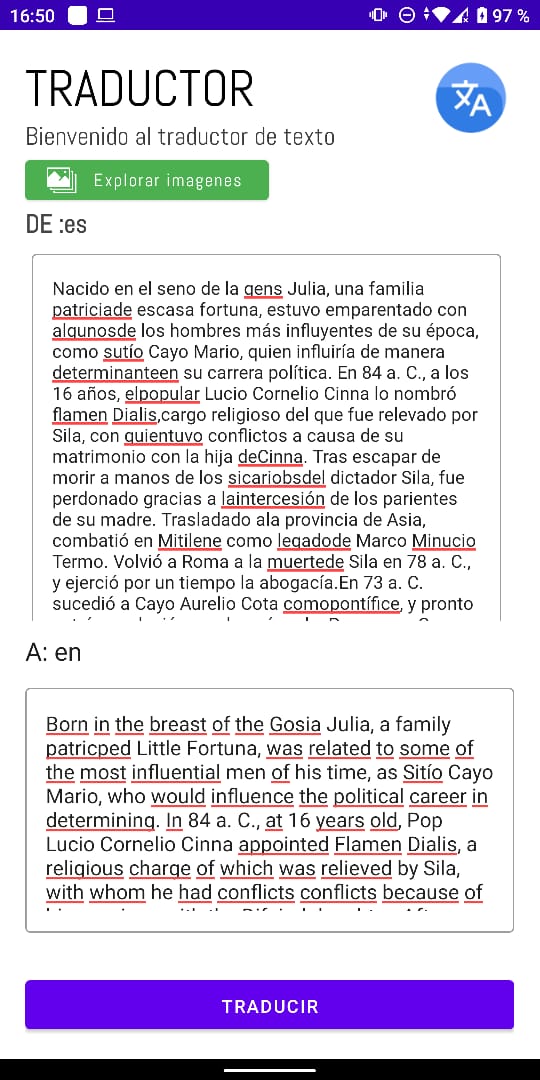 16:50
97 %
TRADUCTOR
Bienvenido al traductor de texto
Explorar imagenes
DE :es
Nacido en el seno de la gens Julia, una familia
patriciade escasa fortuna, estuvo emparentado con
algunosde los hombres más influyentes de su época,
como sutío Cayo Mario, quien influiría de manera
determinanteen su carrera política. En 84 a. C., a los
16 años, elpopular Lucio Cornelio Cinna lo nombró
flamen Dialis,cargo religioso del que fue relevado por
Sila, con quientuvo conflictos a causa de su
matrimonio con la hija deCinna. Tras escapar de
morir a manos de los sicariobsdel dictador Sila, fue
perdonado gracias a laintercesión de los parientes
de su madre. Trasladado ala provincia de Asia,
combatió en Mitilene como legadode Marco Minucio
Termo. Volvió a Roma a la muertede Sila en 78 a. C.,
y ejerció por un tiempo la abogacía.En 73 a. C.
sucedió a Cayo Aurelio Cota comopontífice, y pronto
A: en
Born in the breast of the Gosia Julia, a family
patricped Little Fortuna, was related to some of
the most influential men of his time, as Sitío Cayo
Mario, who would influence the political career in
determining. In 84 a. C., at 16 years old, Pop
Lucio Cornelio Cinna appointed Flamen Dialis, a
religious charge of which was relieved by Sila,
with whom he had conflicts conflicts because of
TRADUCIR